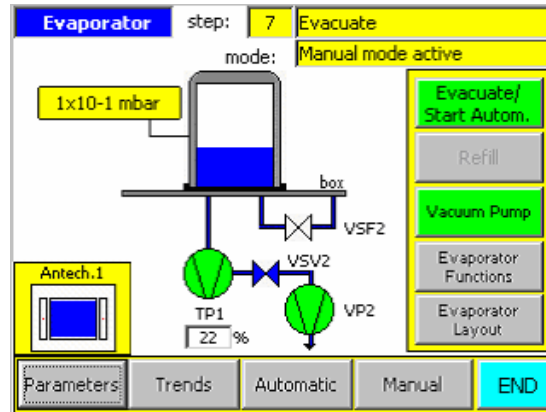 Evaporator step: 7 Evacuate
mode: Manual mode active
1x10-1 mbar
Evacuate/
Start Autom.
Refill
box
VSF2
Vacuum Pump
VSV2
Antech.1
Evaporator
Functions
TP1
VP2
22 %
Evaporator
Layout
Parameters Trends Automatic Manual END